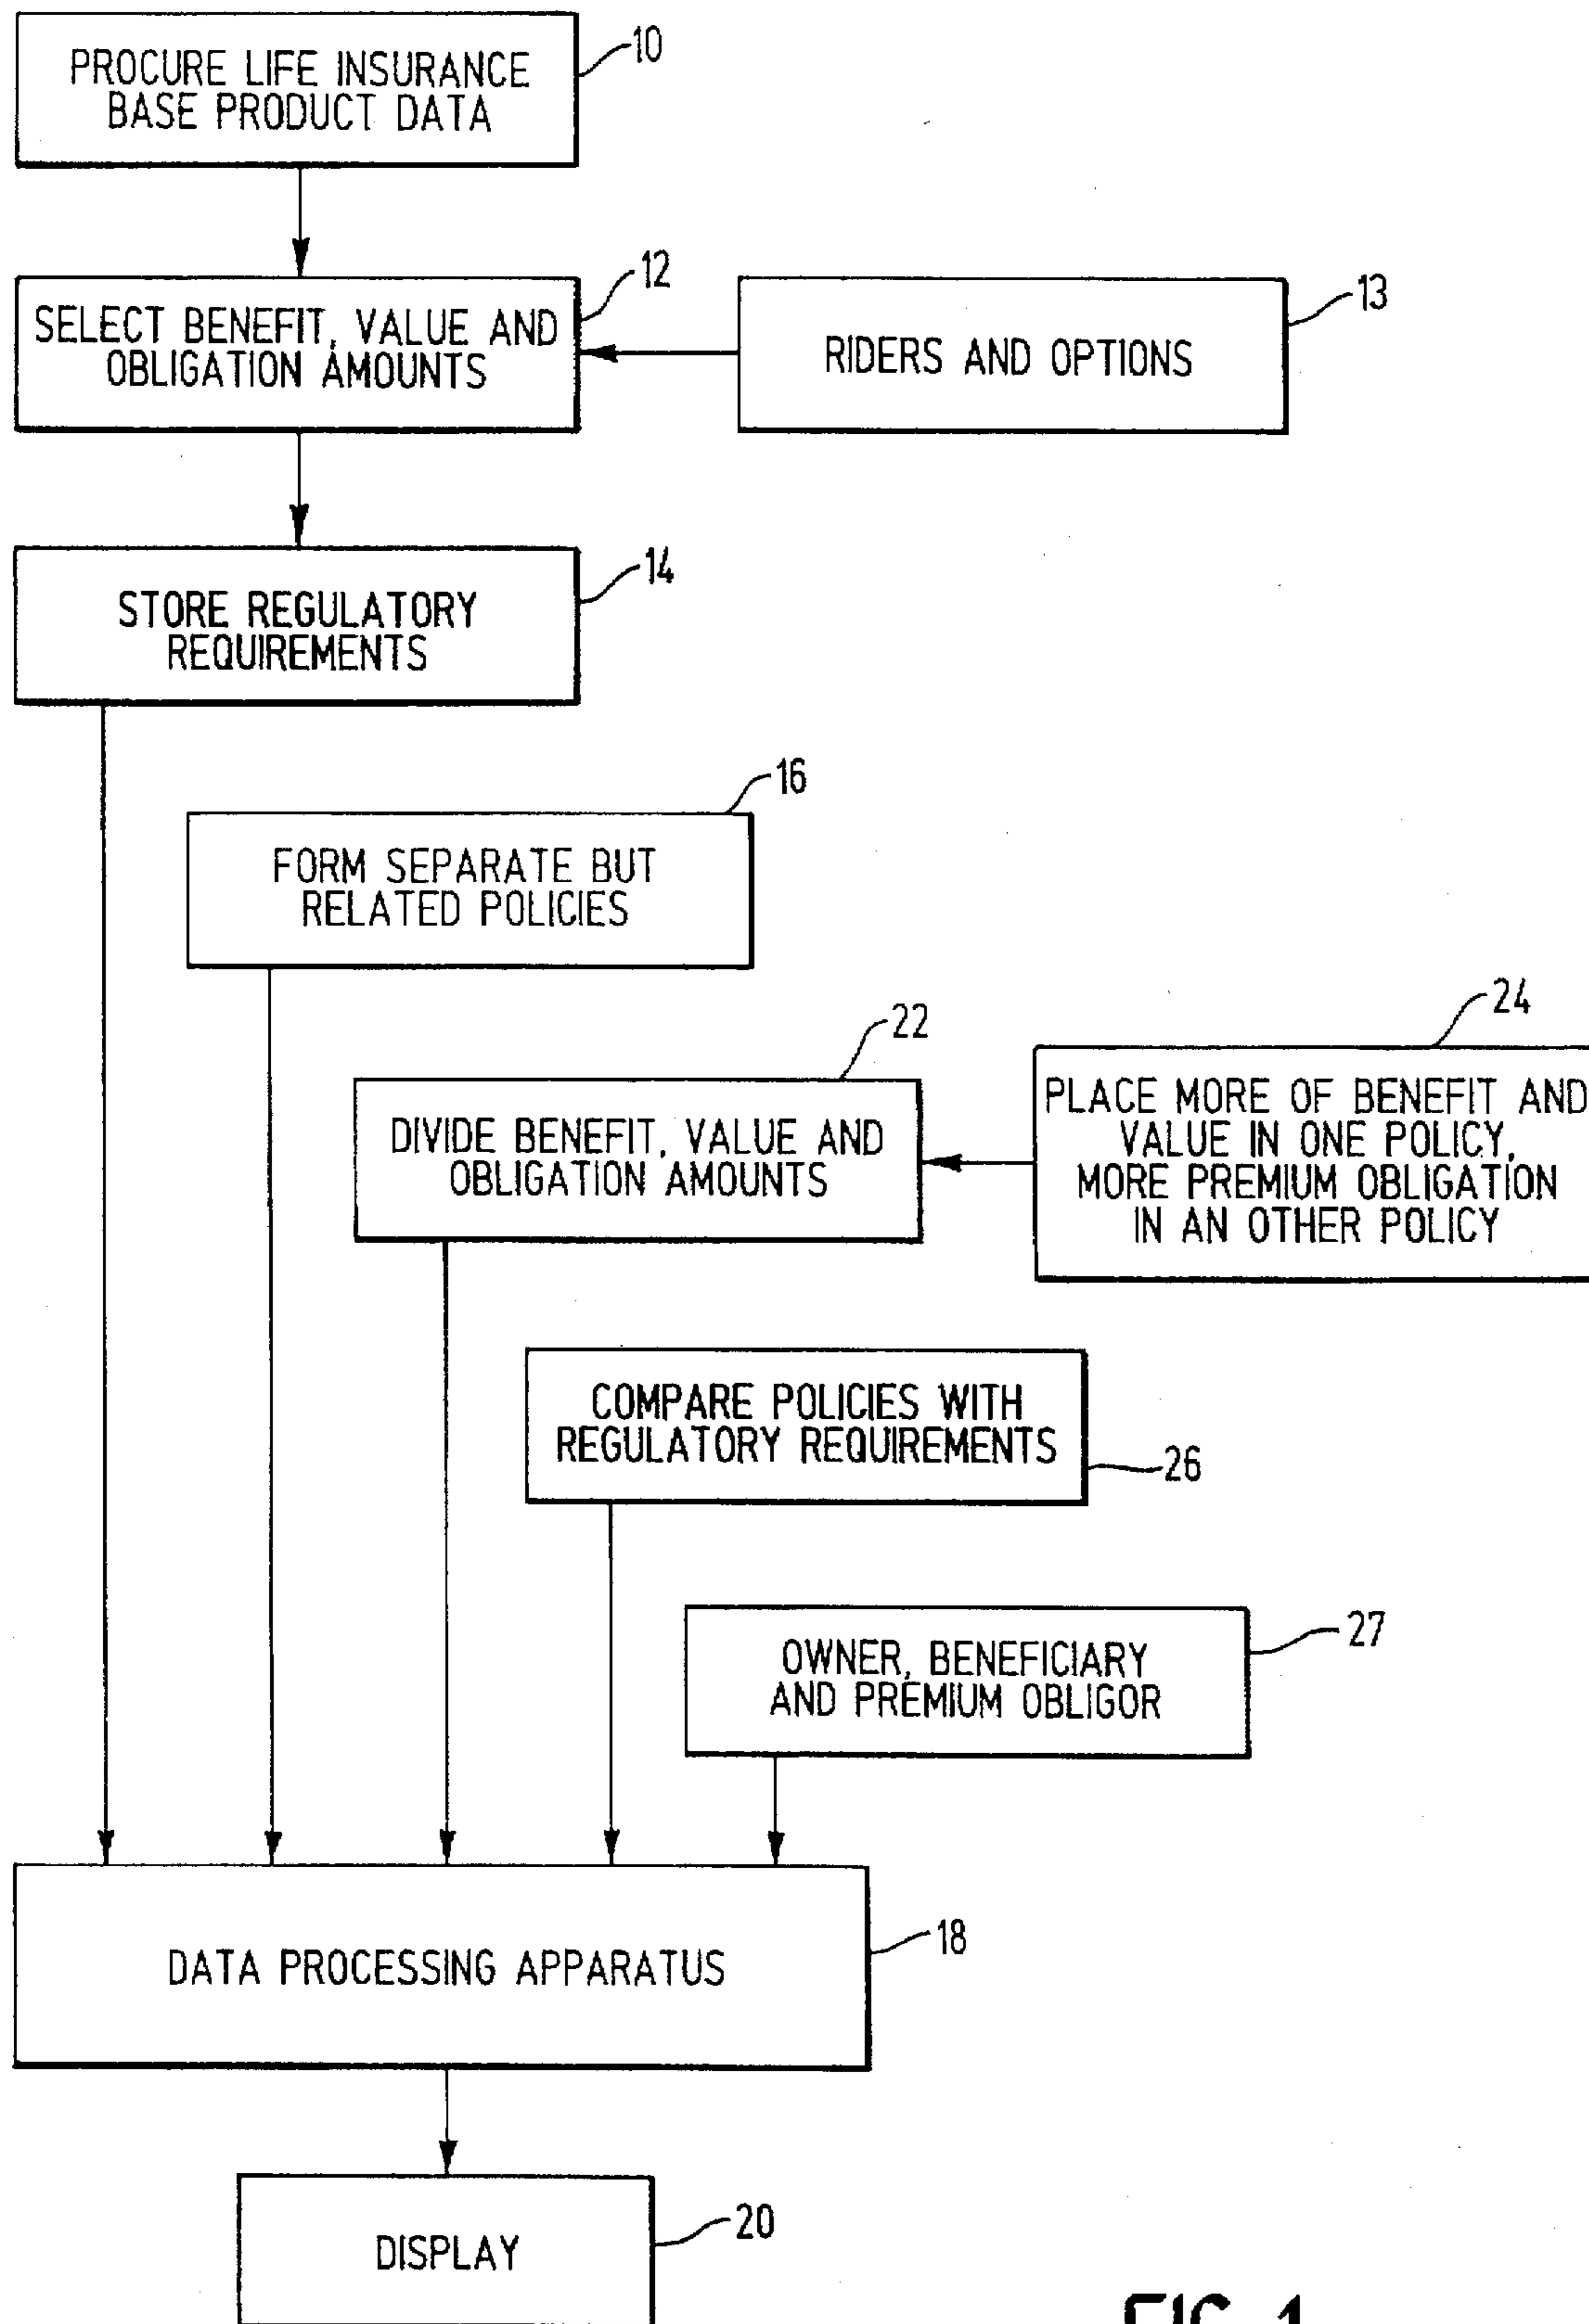 PROCURE LIFE INSURANCE
BASE PRODUCT DATA
10
SELECT BENEFIT, VALUE AND
OBLIGATION AMOUNTS
12
RIDERS AND OPTIONS
13
STORE REGULATORY
REQUIREMENTS
14
FORM SEPARATE BUT
RELATED POLICIES
16
DIVIDE BENEFIT, VALUE AND
OBLIGATION AMOUNTS
22
PLACE MORE OF BENEFIT AND
VALUE IN ONE POLICY,
MORE PREMIUM OBLIGATION
IN AN OTHER POLICY
24
COMPARE POLICIES WITH
REGULATORY REQUIREMENTS
26
OWNER, BENEFICIARY
AND PREMIUM OBLIGOR
27
DATA PROCESSING APPARATUS
18
DISPLAY
20
FIG. 1